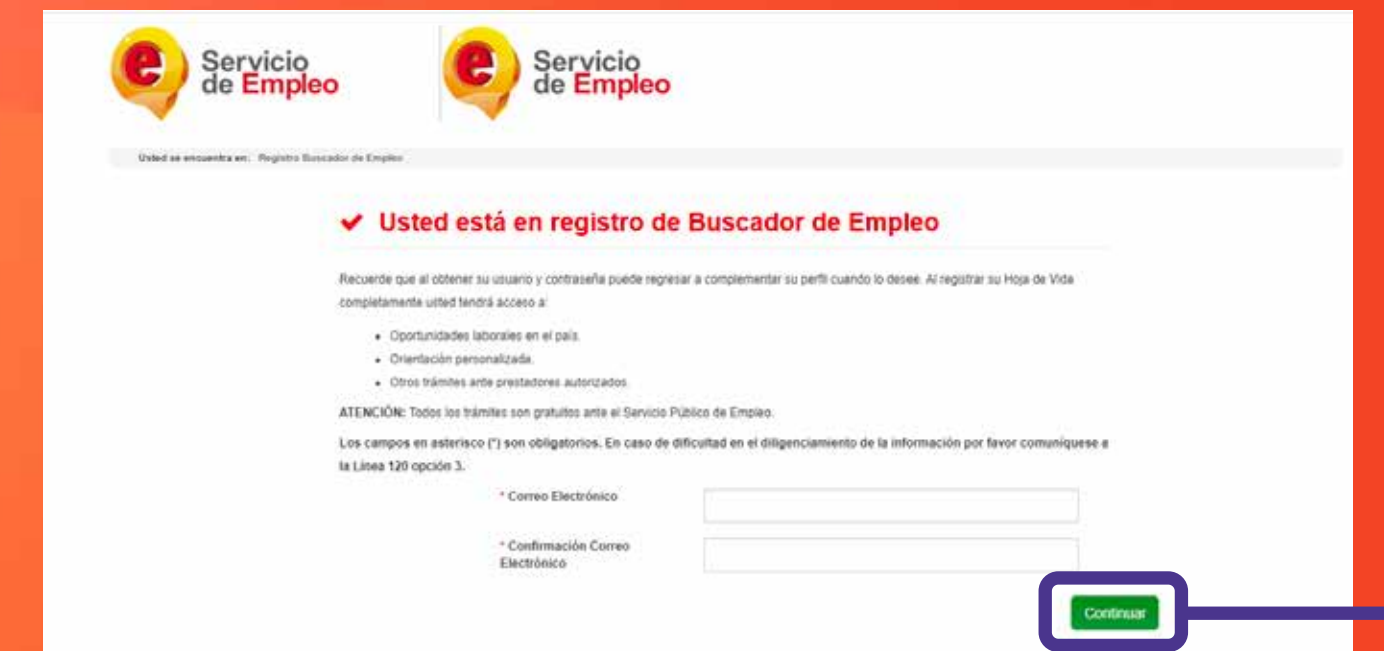 Servicio
de Empleo
Servicio
de Empleo
Usted se encuentra en: Registro Buscador de Empleo
✔ Usted está en registro de Buscador de Empleo
Recuerde que al obtener su usuario y contraseña puede regresar a complementar su perfil cuando lo desee. Al registrar su Hoja de Vida
completamente usted tendrá acceso a:
• Oportunidades laborales en el país.
• Orientación personalizada.
• Otros trámites ante prestadores autorizados.
ATENCIÓN: Todos los trámites son gratuitos ante el Servicio Público de Empleo.
Los campos en asterisco (*) son obligatorios. En caso de dificultad en el diligenciamiento de la información por favor comuníquese a
la Línea 120 opción 3.
* Correo Electrónico
* Confirmación Correo
Electrónico
Continuar